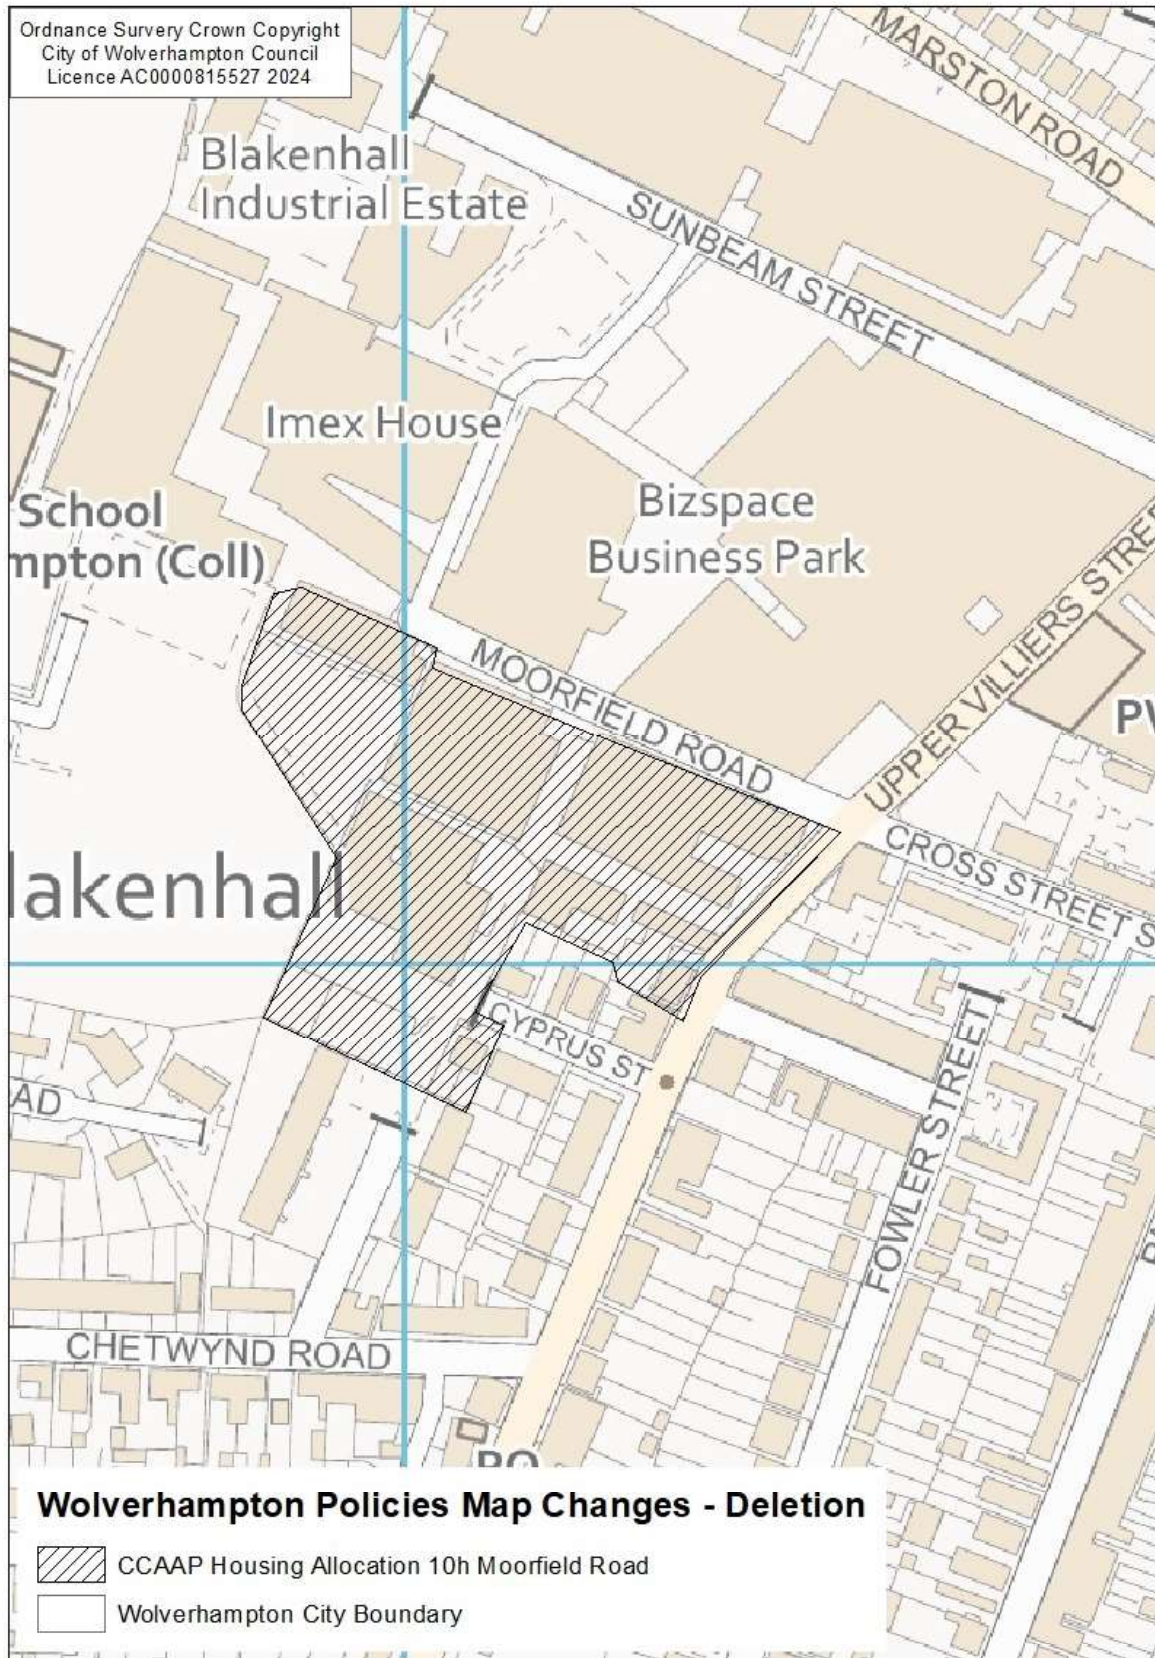 Ordnance Survery Crown Copyright
City of Wolverhampton Council
Licence AC0000815527 2024
MARSTON ROAD
Blakenhall
Industrial Estate
SUNBEAM STREET
Imex House
School
mpton (Coll)
Bizspace
Business Park
UPPER VILLIERS STREE
MOORFIELD ROAD
PV
CROSS STREET S
lakenhall
CYPRUS ST
FOWLER STREET
AD
CHETWYND ROAD
PO
Wolverhampton Policies Map Changes - Deletion
CCAAP Housing Allocation 10h Moorfield Road
Wolverhampton City Boundary